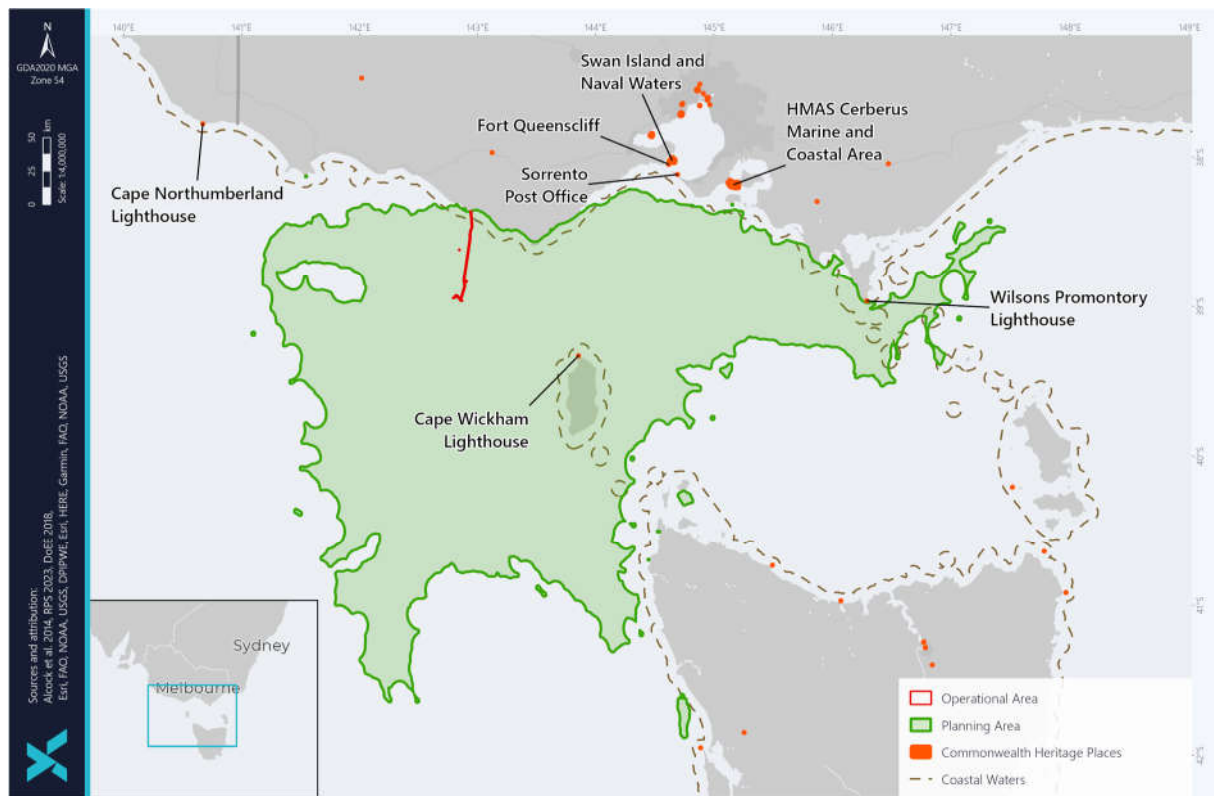 140°E
141°E
142°E
143°E
144°E
145°E
146°E
147°E
148°E
149°E
N
GDA2020 MGA
Zone 54
0 25 50
km
Scale: 1:4,000,000
Sources and attribution:
Alcock et al. 2014, RPS 2023, DoEE 2018,
Esri, FAO, NOAA, USGS, DPIPWE, Esri, HERE, Garmin, FAO, NOAA, USGS
Swan Island and
Naval Waters
Fort Queenscliff
Sorrento
Post Office
HMAS Cerberus
Marine and
Coastal Area
Cape Northumberland
Lighthouse
Wilsons Promontory
Lighthouse
Cape Wickham
Lighthouse
38°S
39°S
40°S
41°S
42°S
Sydney
Melbourne
Operational Area
Planning Area
Commonwealth Heritage Places
Coastal Waters